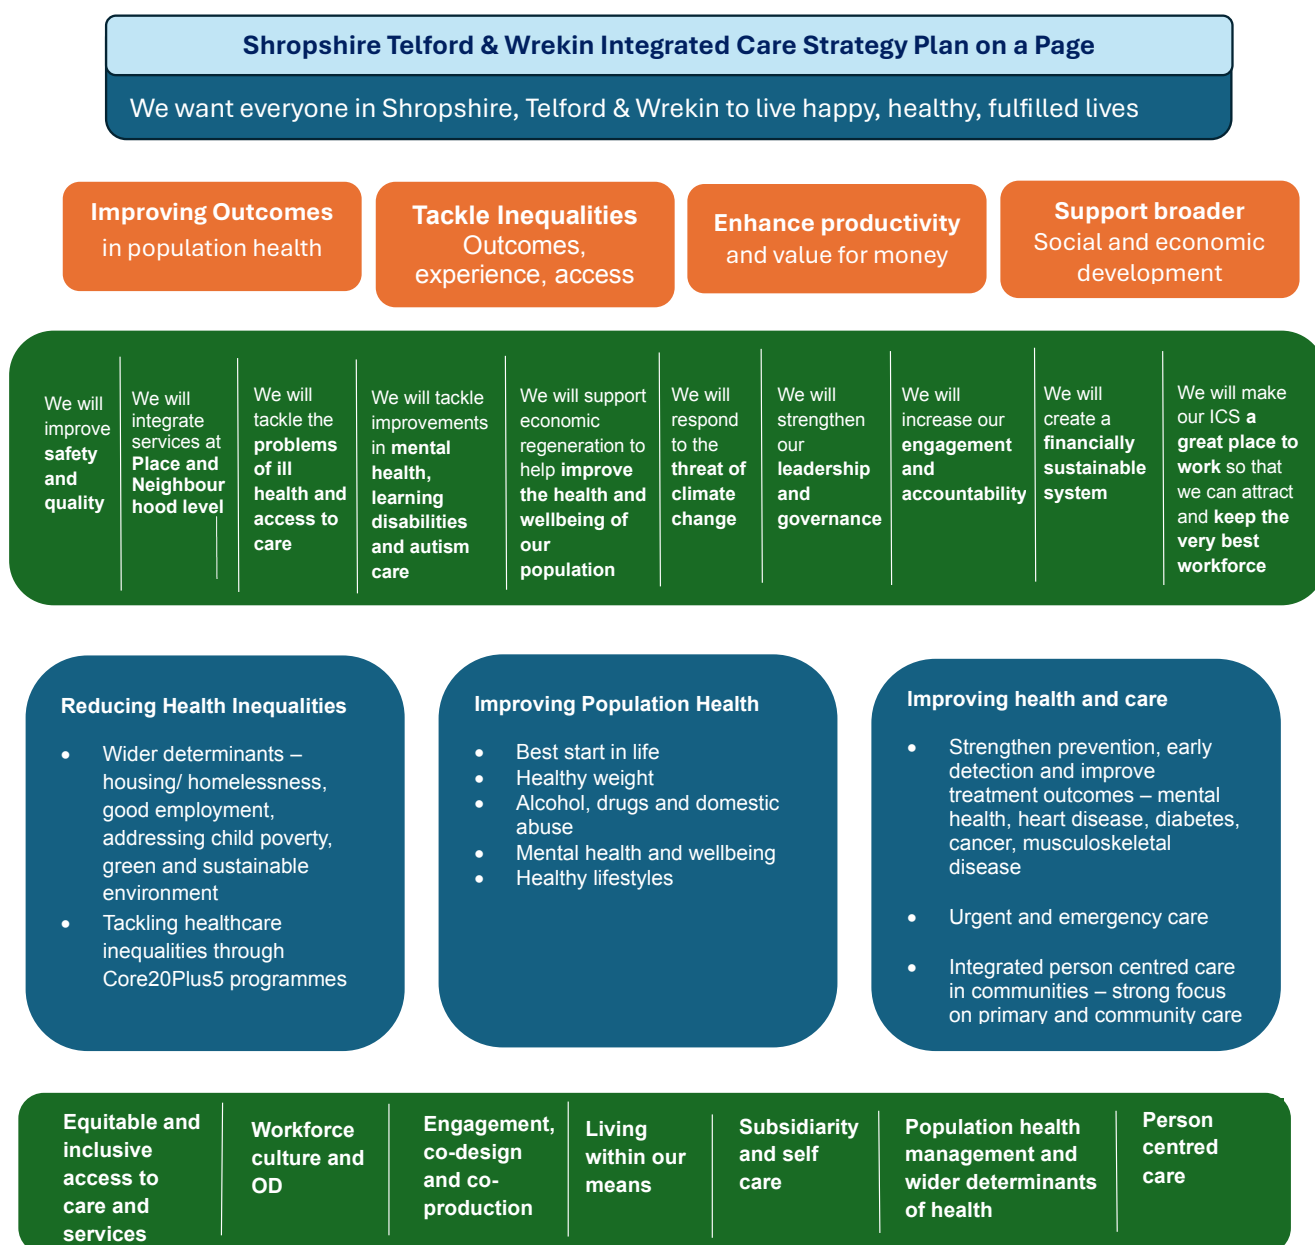 Shropshire Telford & Wrekin Integrated Care Strategy Plan on a Page
We want everyone in Shropshire, Telford & Wrekin to live happy, healthy, fulfilled lives
Improving Outcomes
in population health
Tackle Inequalities
Outcomes,
experience, access
Enhance productivity
and value for money
Support broader
Social and economic
development
We will
improve
safety
and
quality
We will
integrate
services at
Place and
Neighbour
hood level
We will
tackle the
problems
of ill
health and
access to
care
We will tackle
improvements
in mental
health,
learning
disabilities
and autism
care
We will support
economic
regeneration to
help improve
the health and
wellbeing of
our
population
We will
respond
to the
threat of
climate
change
We will
strengthen
our
leadership
and
governance
We will
increase our
engagement
and
accountability
We will
create a
financially
sustainable
system
We will make
our ICS a
great place to
work so that
we can attract
and keep the
very best
workforce
Reducing Health Inequalities
• Wider determinants –
housing/ homelessness,
good employment,
addressing child poverty,
green and sustainable
environment
• Tackling healthcare
inequalities through
Core20Plus5 programmes
Improving Population Health
• Best start in life
• Healthy weight
• Alcohol, drugs and domestic
abuse
• Mental health and wellbeing
• Healthy lifestyles
Improving health and care
• Strengthen prevention, early
detection and improve
treatment outcomes – mental
health, heart disease, diabetes,
cancer, musculoskeletal
disease
• Urgent and emergency care
• Integrated person centred care
in communities – strong focus
on primary and community care
Equitable and
inclusive
access to
care and
services
Workforce
culture and
OD
Engagement,
co-design
and co-
production
Living
within our
means
Subsidiarity
and self
care
Population health
management and
wider determinants
of health
Person
centred
care